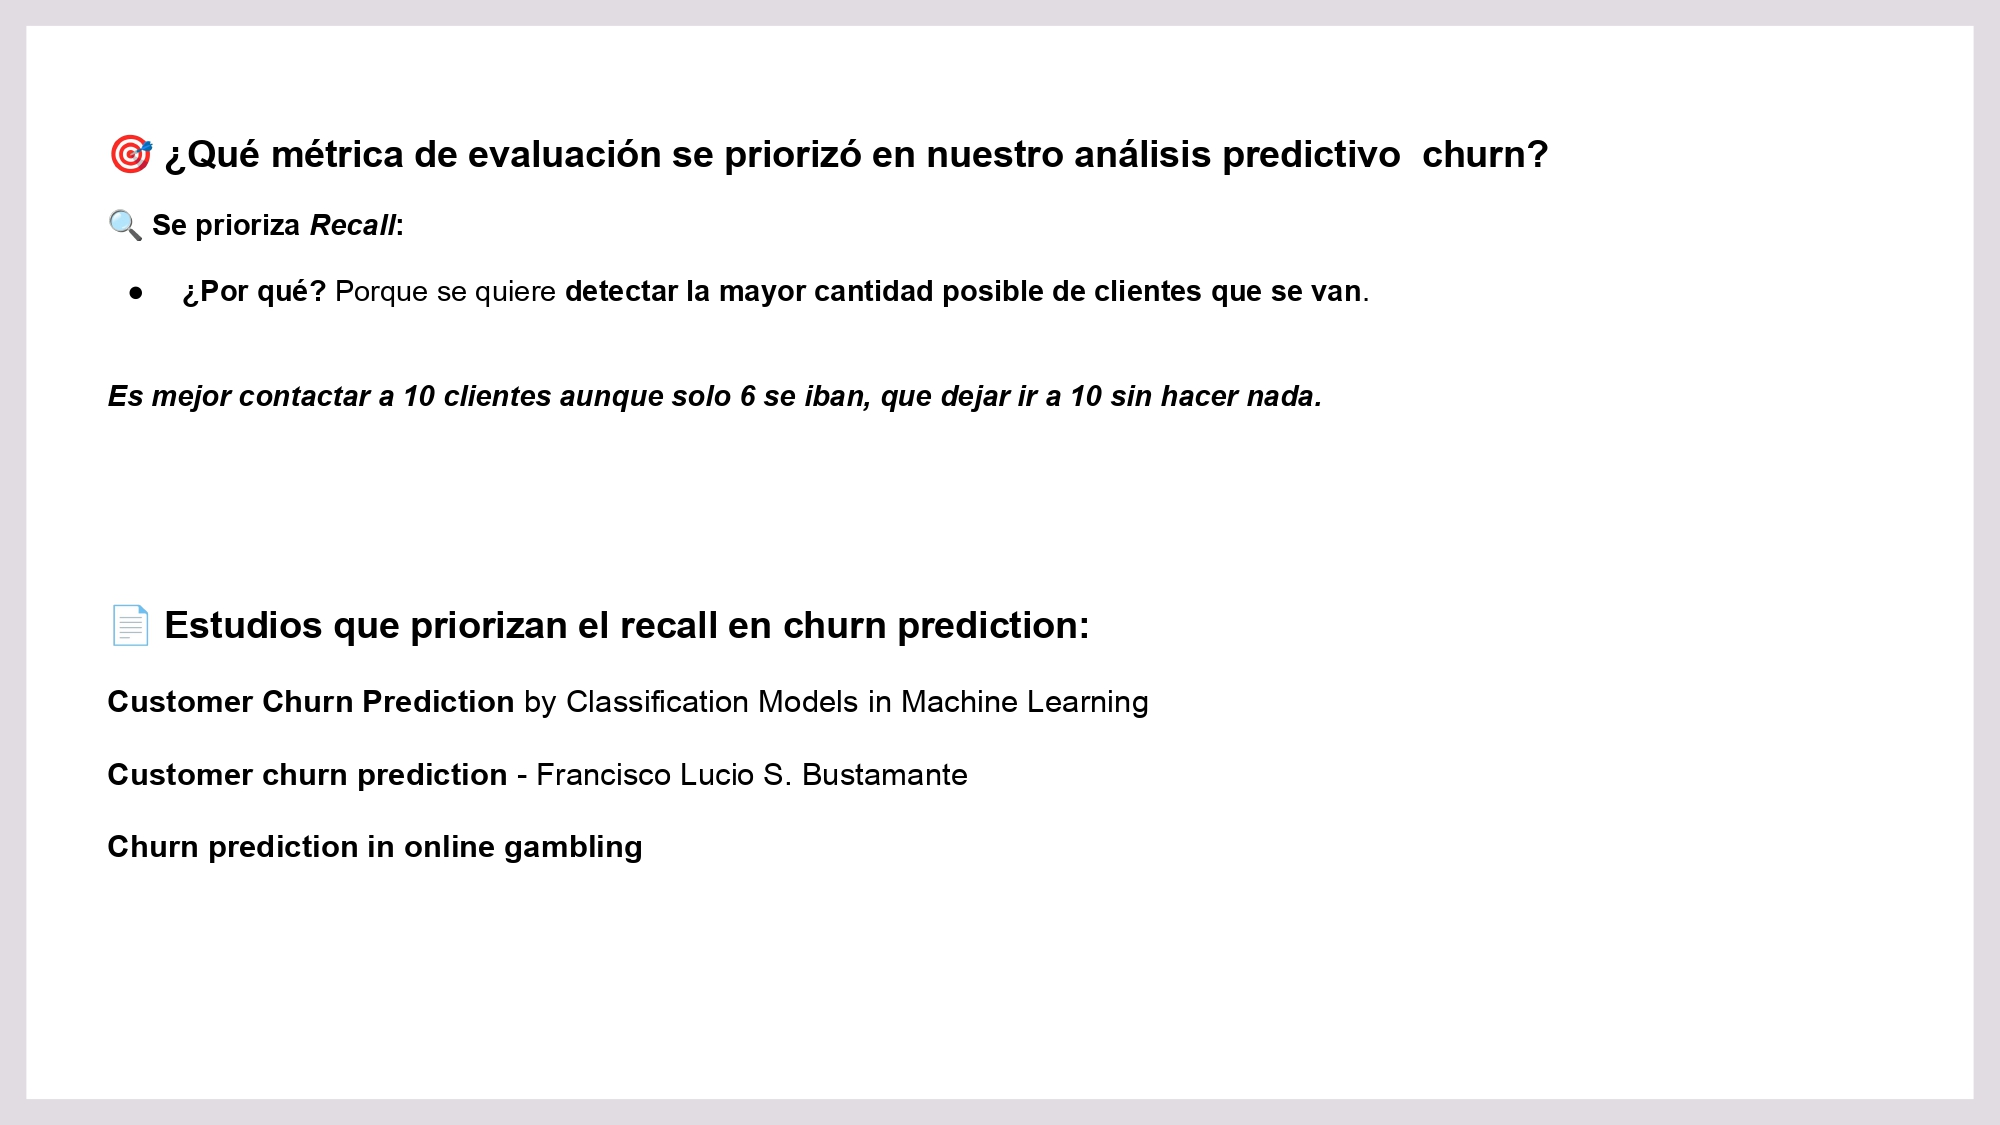 🎯 ¿Qué métrica de evaluación se priorizó en nuestro análisis predictivo  churn?
🔍 Se prioriza Recall:
● ¿Por qué? Porque se quiere detectar la mayor cantidad posible de clientes que se van.
Es mejor contactar a 10 clientes aunque solo 6 se iban, que dejar ir a 10 sin hacer nada.
📄 Estudios que priorizan el recall en churn prediction:
Customer Churn Prediction by Classification Models in Machine Learning
Customer churn prediction - Francisco Lucio S. Bustamante
Churn prediction in online gambling